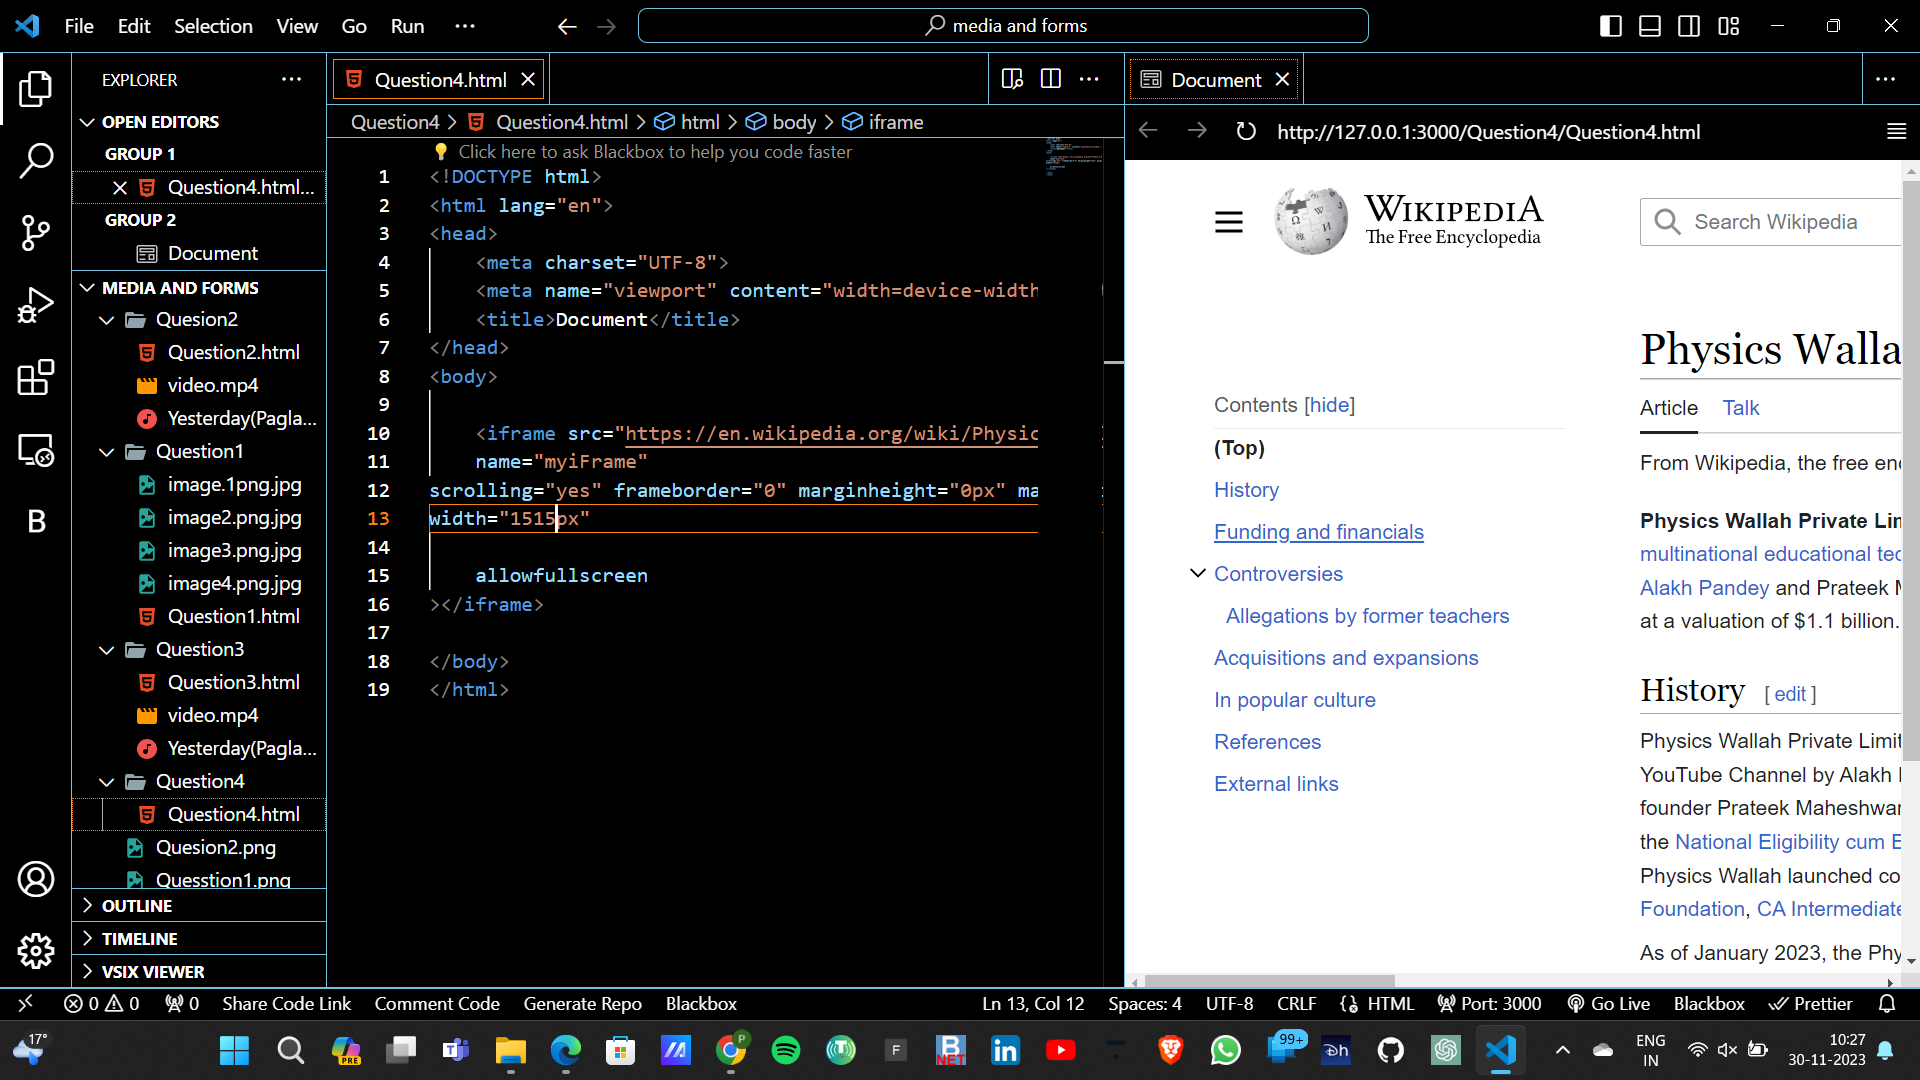 File Edit Selection View Go Run ...
media and forms
EXPLORER
OPEN EDITORS
GROUP 1
Question4.html...
GROUP 2
Document
MEDIA AND FORMS
Quesion2
Question2.html
video.mp4
Yesterday(Pagla...
Question1
image.1png.jpg
image2.png.jpg
image3.png.jpg
image4.png.jpg
Question1.html
Question3
Question3.html
video.mp4
Yesterday(Pagla...
Question4
Question4.html
Quesion2.png
Quesstion1.png
OUTLINE
TIMELINE
VSIX VIEWER
Question4.html
Question4 > Question4.html > html > body > iframe
Click here to ask Blackbox to help you code faster
1 <!DOCTYPE html>
2 <html lang="en">
3 <head>
4 <meta charset="UTF-8">
5 <meta name="viewport" content="width=device-width
6 <title>Document</title>
7 </head>
8 <body>
9
10 <iframe src="https://en.wikipedia.org/wiki/Physic
11 name="myiFrame"
12 scrolling="yes" frameborder="0" marginheight="0px" ma
13 width="1515px"
14
15 allowfullscreen
16 ></iframe>
17
18 </body>
19 </html>
Document
http://127.0.0.1:3000/Question4/Question4.html
WIKIPEDIA
The Free Encyclopedia
Search Wikipedia
Contents [hide]
(Top)
History
Funding and financials
Controversies
Allegations by former teachers
Acquisitions and expansions
In popular culture
References
External links
Physics Walla
Article Talk
From Wikipedia, the free en
Physics Wallah Private Li
multinational educational te
Alakh Pandey and Prateek
at a valuation of $1.1 billion.
History [ edit ]
Physics Wallah Private Limit
YouTube Channel by Alakh
founder Prateek Maheshwar
the National Eligibility cum E
Physics Wallah launched co
Foundation, CA Intermediate
As of January 2023, the Phy
0 0 0 Share Code Link Comment Code Generate Repo Blackbox
Ln 13, Col 12 Spaces: 4 UTF-8 CRLF HTML Port: 3000 Go Live Blackbox Prettier
17°
PRE
P
F
B
NET
99+
Dh
ENG
IN
10:27
30-11-2023